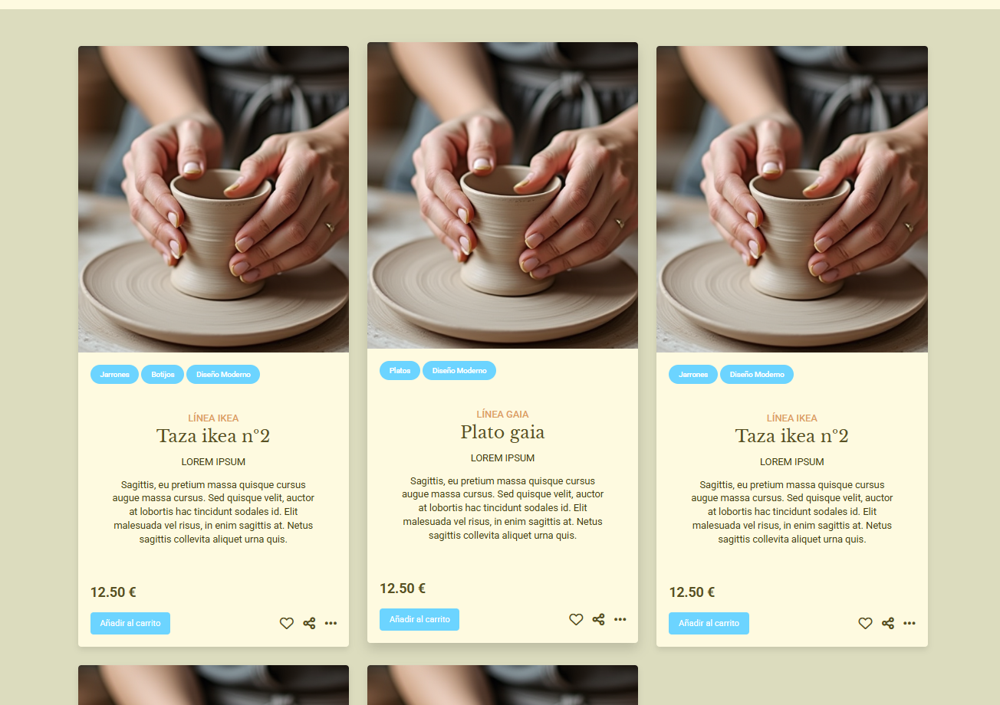 Jarrones Botijos Diseño Moderno
LÍNEA IKEA
Taza ikea n°2
LOREM IPSUM
Sagittis, eu pretium massa quisque cursus
augue massa cursus. Sed quisque velit, auctor
at lobortis hac tincidunt sodales id. Elit
malesuada vel risus, in enim sagittis at. Netus
sagittis collevita aliquet urna quis.
12.50 €
Añadir al carrito
Platos Diseño Moderno
LÍNEA GAIA
Plato gaia
LOREM IPSUM
Sagittis, eu pretium massa quisque cursus
augue massa cursus. Sed quisque velit, auctor
at lobortis hac tincidunt sodales id. Elit
malesuada vel risus, in enim sagittis at. Netus
sagittis collevita aliquet urna quis.
12.50 €
Añadir al carrito
Jarrones Diseño Moderno
LÍNEA IKEA
Taza ikea n°2
LOREM IPSUM
Sagittis, eu pretium massa quisque cursus
augue massa cursus. Sed quisque velit, auctor
at lobortis hac tincidunt sodales id. Elit
malesuada vel risus, in enim sagittis at. Netus
sagittis collevita aliquet urna quis.
12.50 €
Añadir al carrito